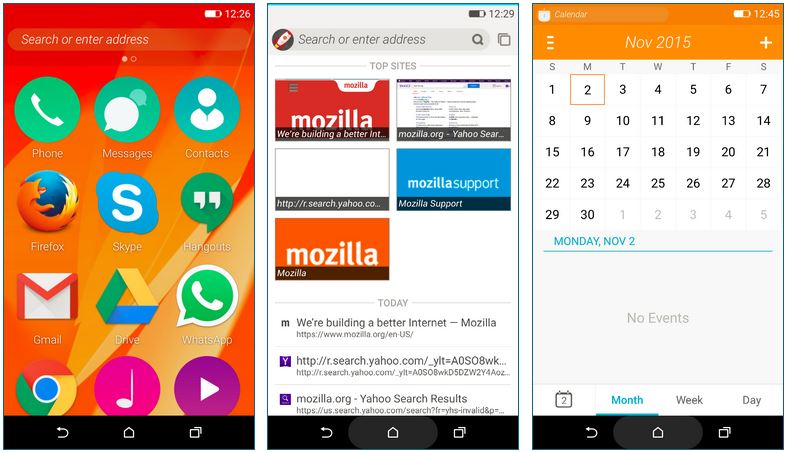 12:26
Search or enter address
Phone
Messages
Contacts
Firefox
Skype
Hangouts
Gmail
Drive
WhatsApp
12:29
Search or enter address
TOP SITES
mozilla
mozilla
We're building a better Int...
mozilla.org - Yahoo Sear...
http://r.search.yahoo.co...
mozilla support
Mozilla Support
mozilla
Mozilla
TODAY
m We're building a better Internet — Mozilla
https://www.mozilla.org/en-US/
http://r.search.yahoo.com/_ylt=A0SO8wk...
http://r.search.yahoo.com/_ylt=A0SO8wkD5DZW2Y4Aoz...
mozilla.org - Yahoo Search Results
https://us.search.yahoo.com/search?fr=yhs-invalid&p=...
Calendar
12:45
Nov 2015
S M T W T F S
1 2 3 4 5 6 7
8 9 10 11 12 13 14
15 16 17 18 19 20 21
22 23 24 25 26 27 28
29 30 1 2 3 4 5
MONDAY, NOV 2
No Events
2 Month Week Day